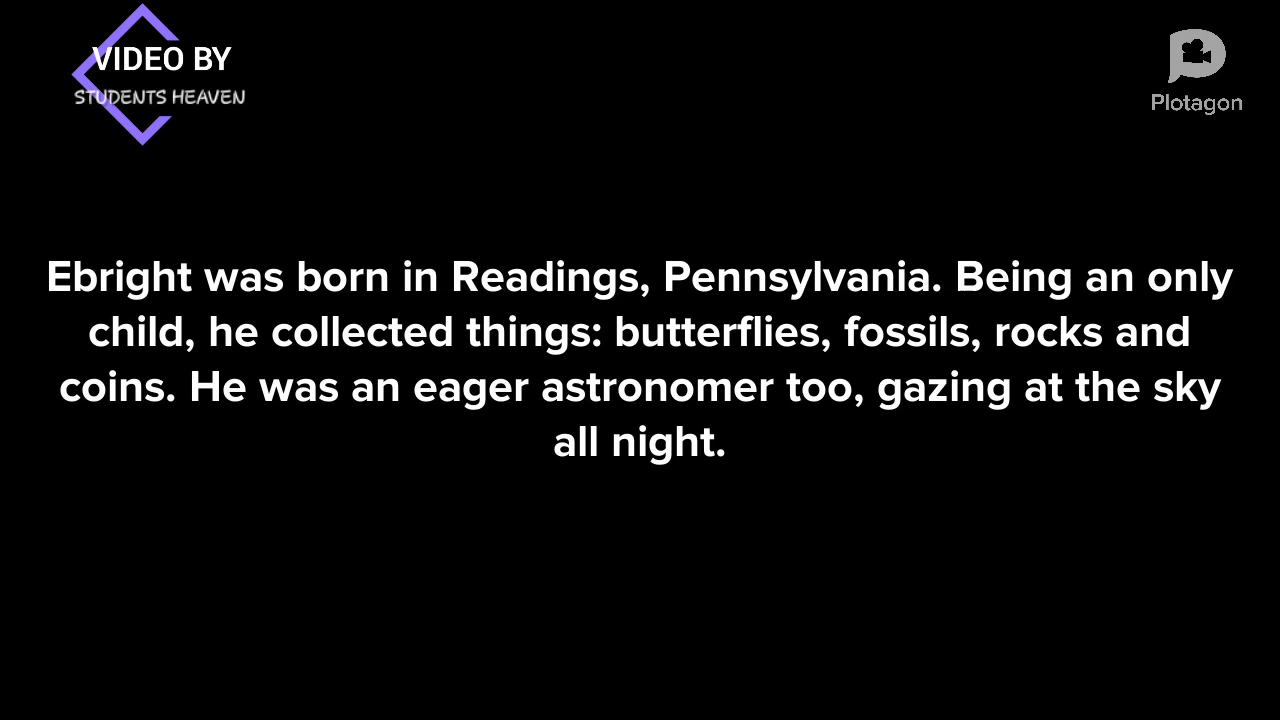 VIDEO BY
STUDENTS HEAVEN
Plotagon
Ebright was born in Readings, Pennsylvania. Being an only
child, he collected things: butterflies, fossils, rocks and
coins. He was an eager astronomer too, gazing at the sky
all night.